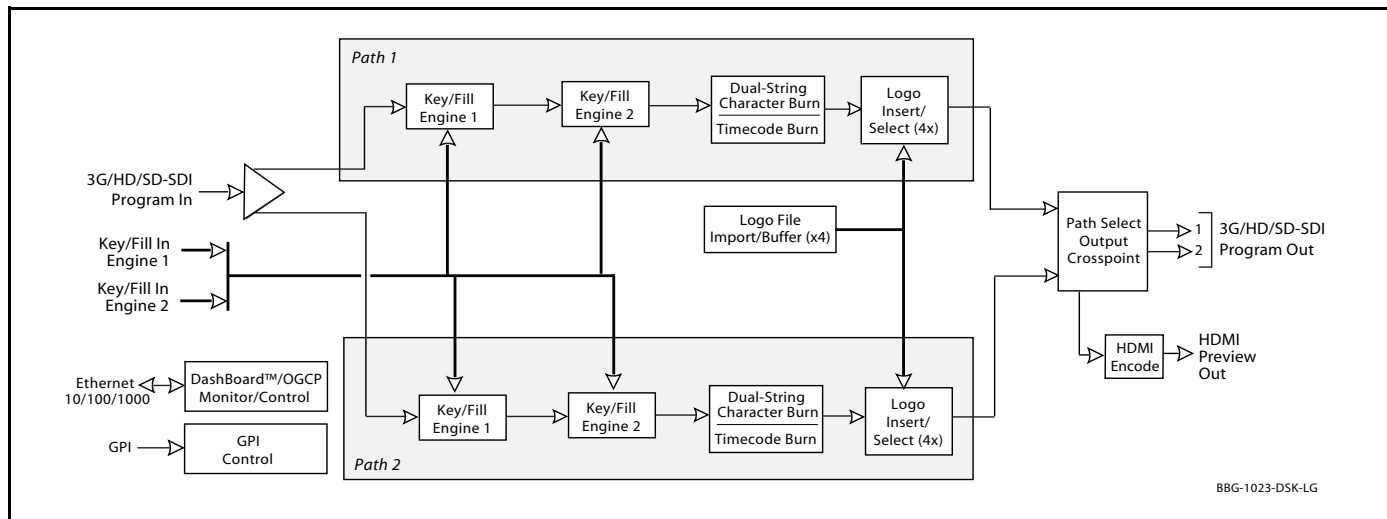 Path 1
Key/Fill
Engine 1
Key/Fill
Engine 2
Dual-String
Character Burn
Timecode Burn
Logo
Insert/
Select (4x)
3G/HD/SD-SDI
Program In
Key/Fill In
Engine 1
Key/Fill In
Engine 2
Logo File
Import/Buffer (x4)
Path Select
Output
Crosspoint
1
2
3G/HD/SD-SDI
Program Out
HDMI
Encode
HDMI
Preview
Out
Ethernet
10/100/1000
DashBoard™/OGCP
Monitor/Control
GPI
GPI
Control
Key/Fill
Engine 1
Key/Fill
Engine 2
Dual-String
Character Burn
Timecode Burn
Logo
Insert/
Select (4x)
Path 2
BBG-1023-DSK-LG